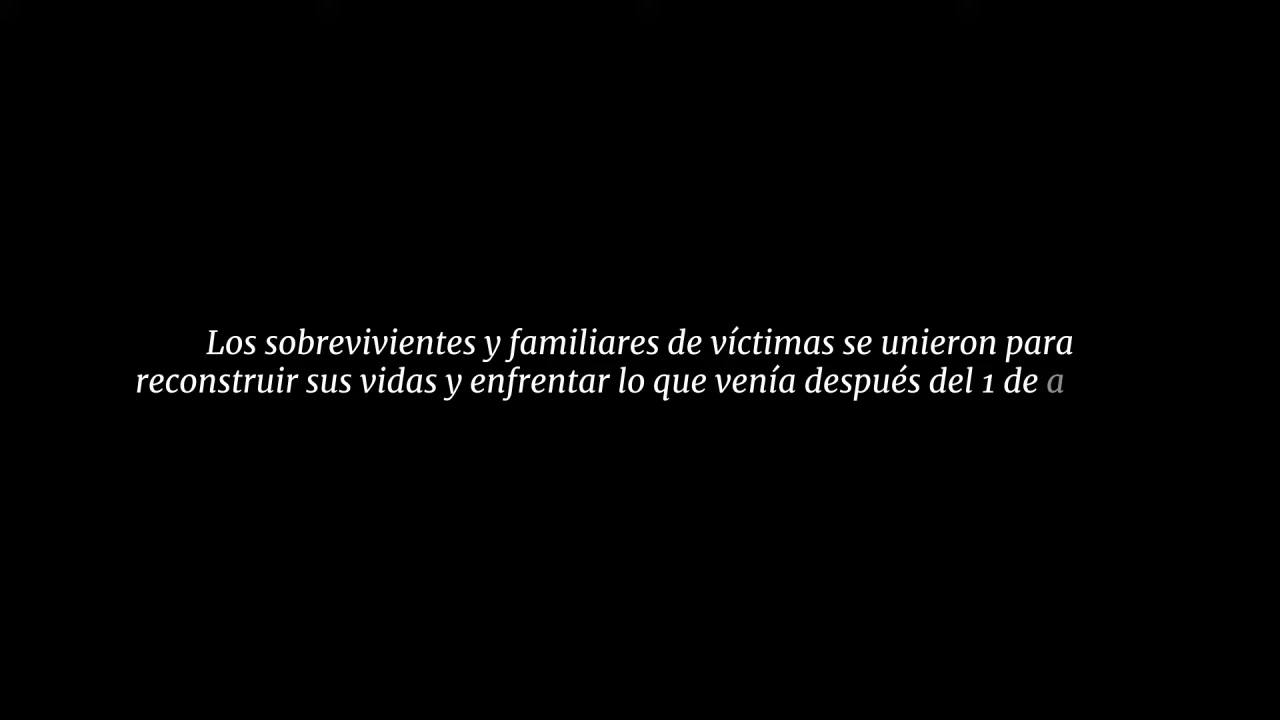 Los sobrevivientes y familiares de víctimas se unieron para
reconstruir sus vidas y enfrentar lo que venía después del 1 de a